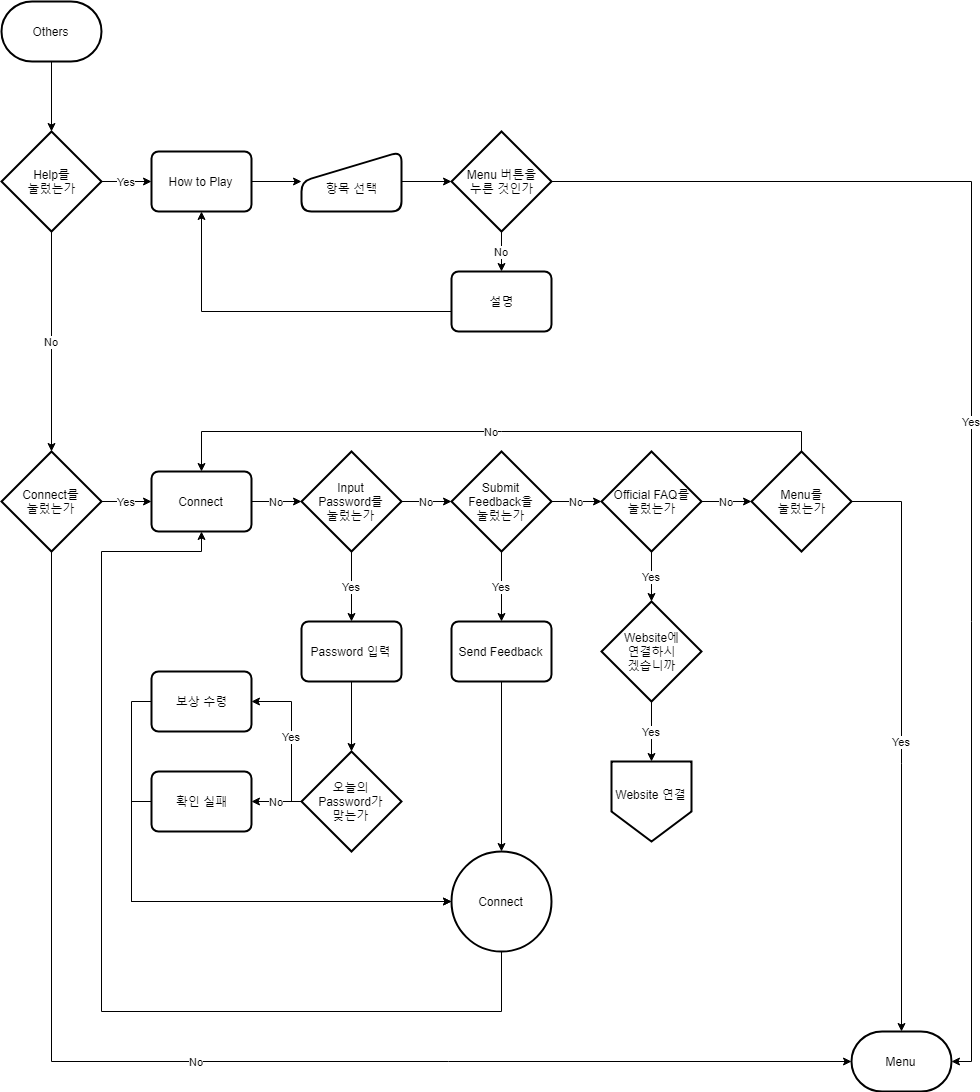 Others
Help를
눌렀는가
Yes
How to Play
항목 선택
Menu 버튼을
누른 것인가
No
설명
No
Yes
No
Connect를
눌렀는가
Yes
Connect
No
Input
Password를
눌렀는가
No
Submit
Feedback을
눌렀는가
No
Official FAQ를
눌렀는가
No
Menu를
눌렀는가
Yes
Yes
Yes
Password 입력
Send Feedback
Website에
연결하시
겠습니까
보상 수령
Yes
Yes
Yes
확인 실패
No
오늘의
Password가
맞는가
Website 연결
Connect
No
Menu